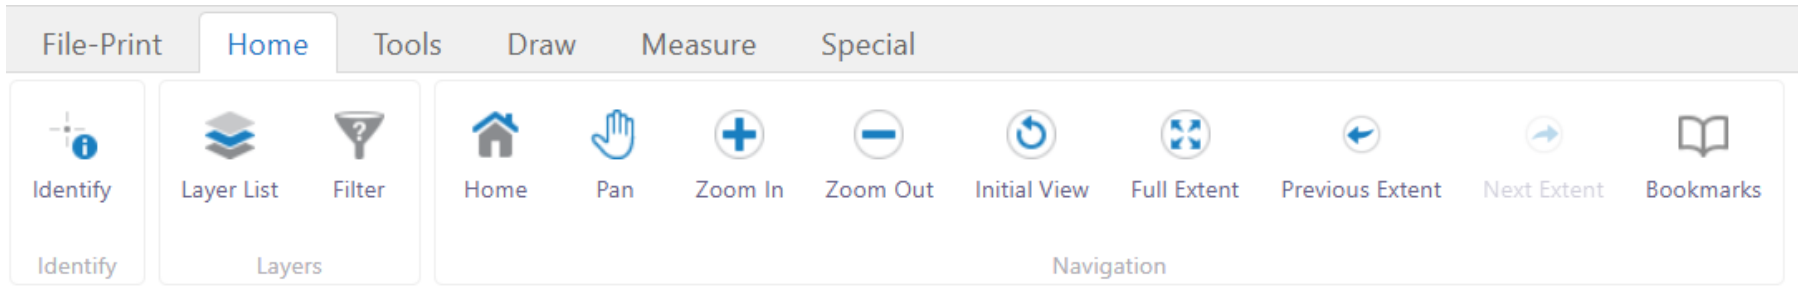 File-Print Home Tools Draw Measure Special
Identify Layer List Filter Home Pan Zoom In Zoom Out Initial View Full Extent Previous Extent Next Extent Bookmarks
Identify Layers Navigation